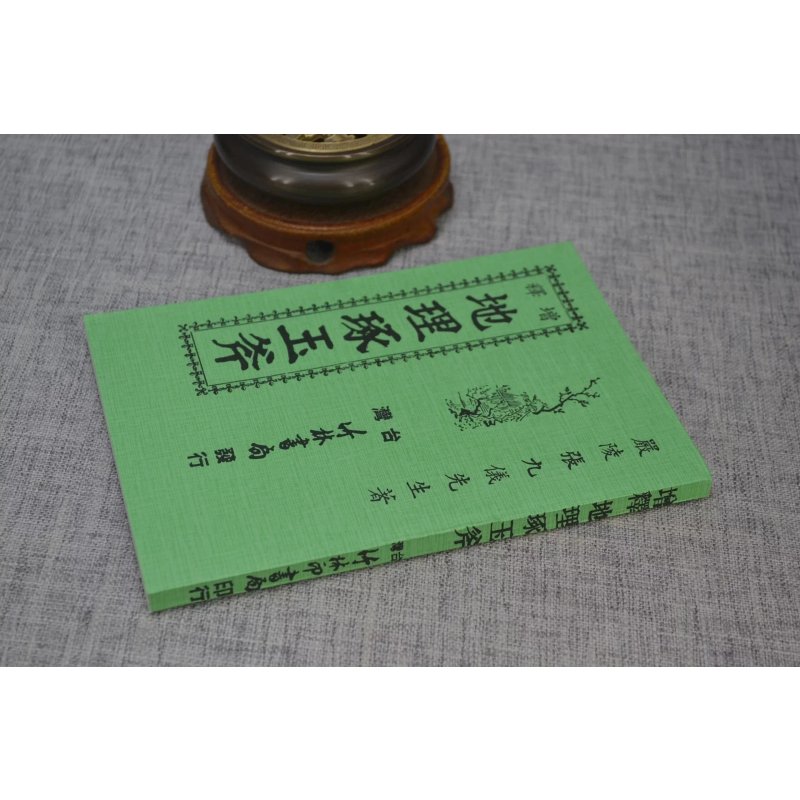 嚴陵張九儀先生著
增釋
地理琢玉斧
台灣
竹林書局發行
增釋地理琢玉斧
台灣竹林印書局印行